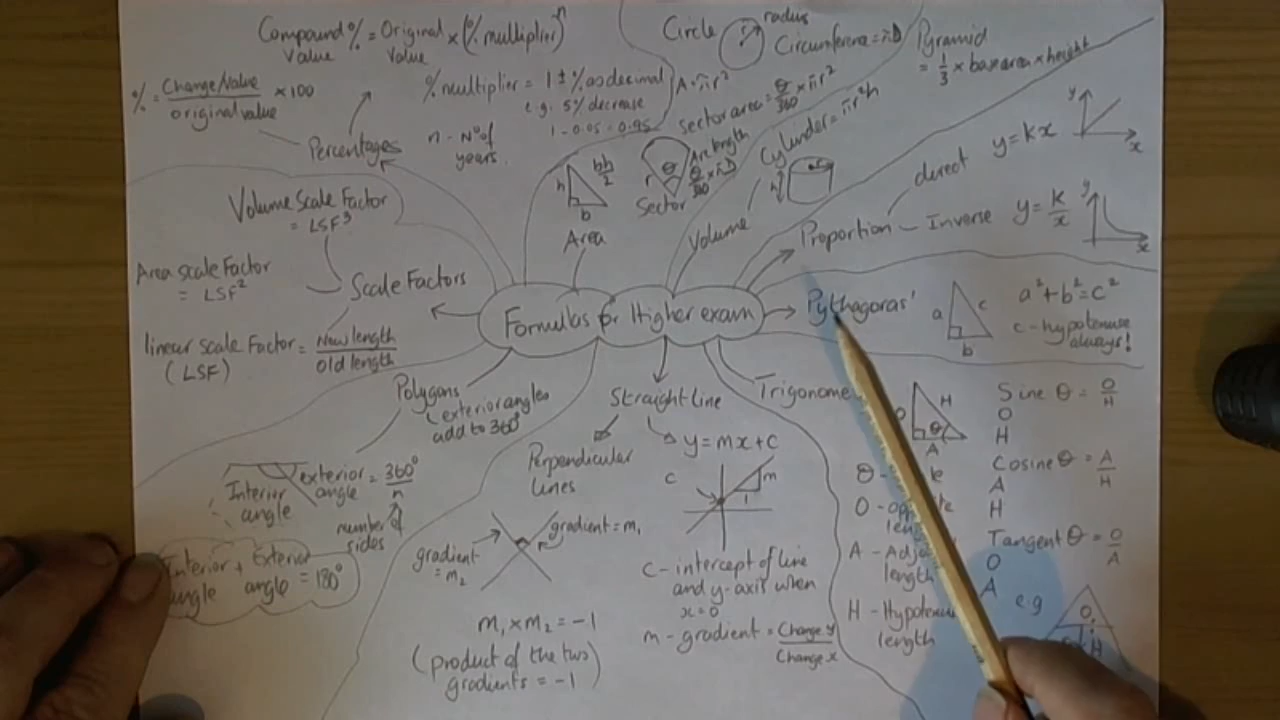 Compound % = Original × (% multiplier)^n
Value Value
% multiplier = 1 ± % as decimal
e.g. 5% decrease
1 - 0.05 = 0.95
n - Nº of
years.
% = Change Value × 100
original value
Percentages
Circle
radius
Circumference = πD
A = πr²
Sector area = θ/360 × πr²
Arc length
θ/360 × πD
θ
r
Sector
h
bh/2
b
Area
Pyramid
= 1/3 × base area × height
Cylinder = πr²h
h
Volume
Proportion
direct
y = kx
y
x
Inverse
y = k/x
y
x
Volume Scale Factor
= LSF³
Area scale Factor
= LSF²
Scale Factors
linear scale Factor = New length
(LSF) Old length
Formulas for Higher exam
Pythagoras'
a
c
b
a² + b² = c²
c - hypotenuse
always!
Polygons
(exterior angles
add to 360°
exterior = 360°
angle n
Interior
angle
number of
sides
Interior + Exterior
angle angle = 180°
Straight line
Perpendicular
lines
gradient = m₁
gradient
= m₂
m₁ × m₂ = -1
(product of the two
gradients = -1)
y = mx + c
c
m
1
c - intercept of line
and y-axis when
x = 0
m - gradient = Change y
Change x
H
θ
A
Sine θ = O/H
O
H
Cosine θ = A/H
A
H
Tangent θ = O/A
O
A
θ -
O -
length
A -
length
H -
length
e.g
O
H